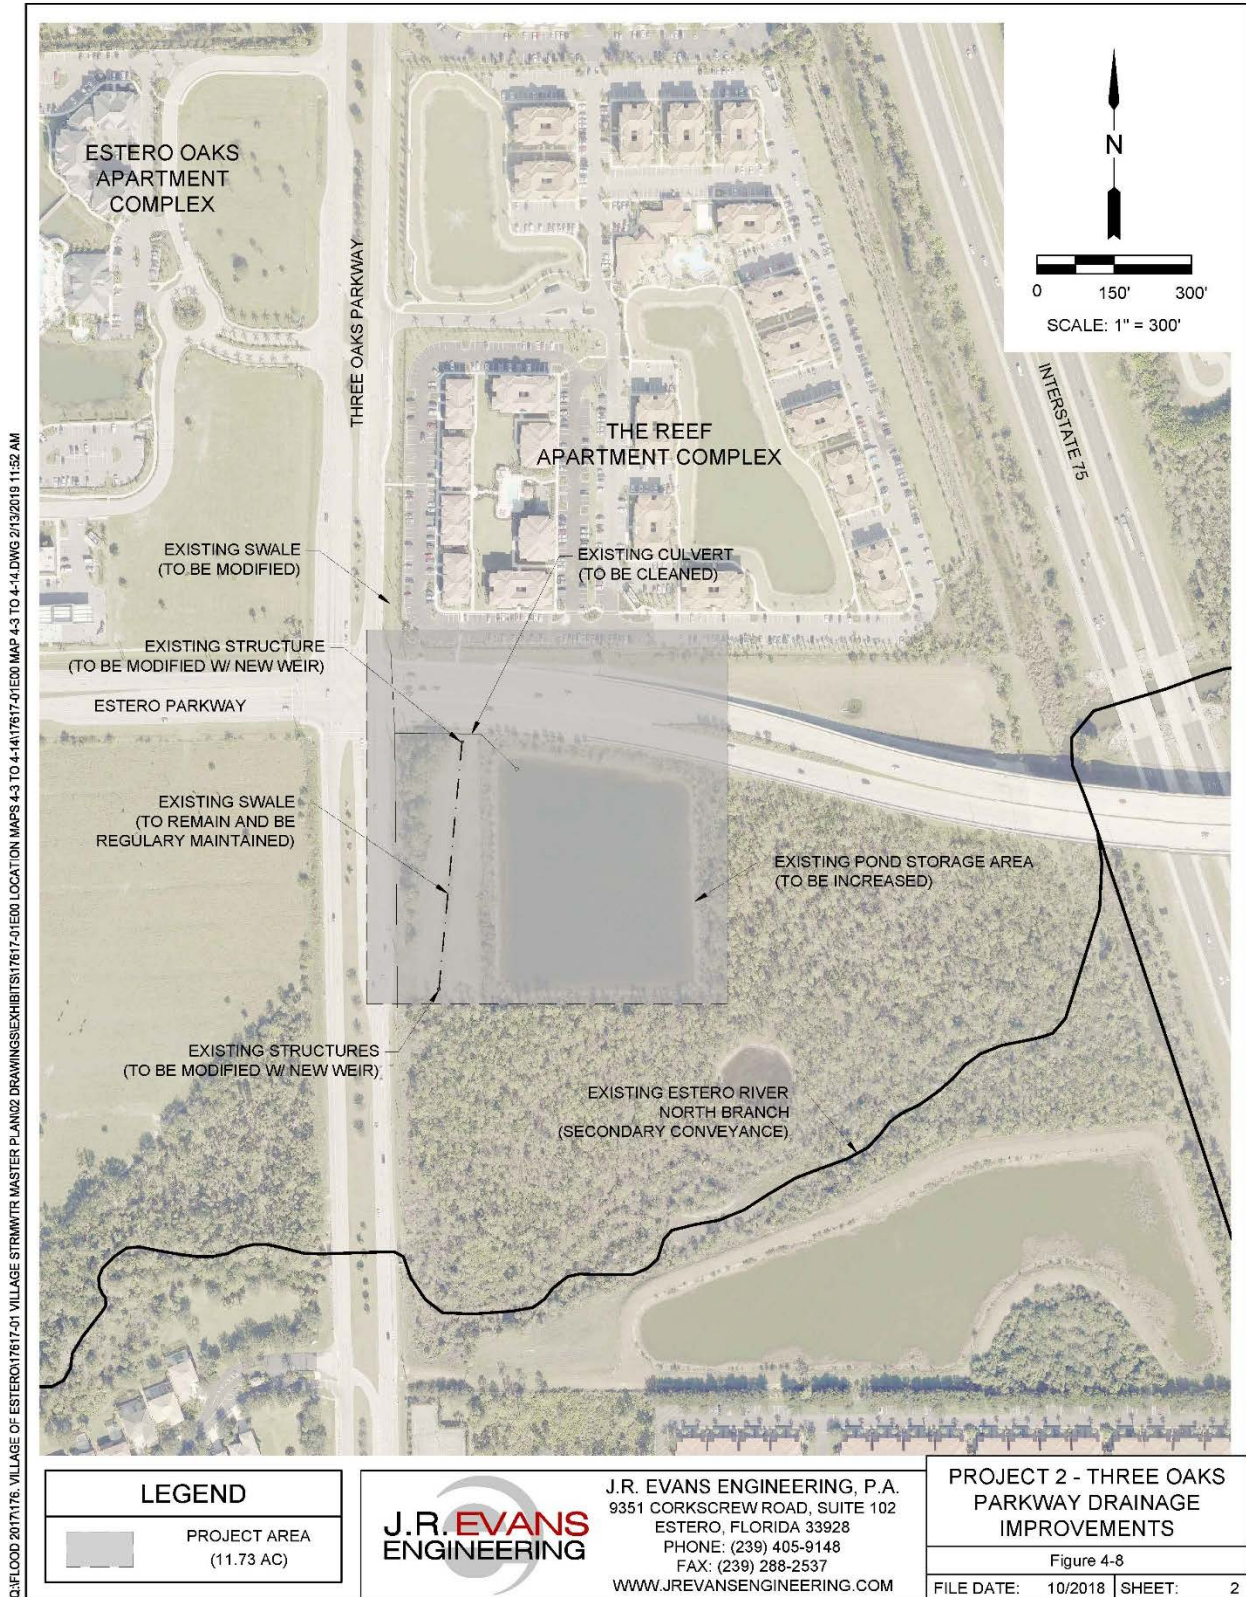 ESTERO OAKS
APARTMENT
COMPLEX
THREE OAKS PARKWAY
N
0 150' 300'
SCALE: 1" = 300'
INTERSTATE 75
THE REEF
APARTMENT COMPLEX
EXISTING SWALE
(TO BE MODIFIED)
EXISTING CULVERT
(TO BE CLEANED)
EXISTING STRUCTURE
(TO BE MODIFIED W/ NEW WEIR)
ESTERO PARKWAY
EXISTING SWALE
(TO REMAIN AND BE
REGULARY MAINTAINED)
EXISTING POND STORAGE AREA
(TO BE INCREASED)
EXISTING STRUCTURES
(TO BE MODIFIED W/ NEW WEIR)
EXISTING ESTERO RIVER
NORTH BRANCH
(SECONDARY CONVEYANCE)
Q:\FLOOD 2017\176. VILLAGE OF ESTERO\17617-01 VILLAGE STRMWTR MASTER PLAN\02 DRAWINGS\EXHIBITS\17617-01E00 LOCATION MAPS 4-3 TO 4-14\17617-01E00 MAP 4-3 TO 4-14.DWG 2/13/2019 11:52 AM
LEGEND
PROJECT AREA
(11.73 AC)
J.R. EVANS
ENGINEERING
J.R. EVANS ENGINEERING, P.A.
9351 CORKSCREW ROAD, SUITE 102
ESTERO, FLORIDA 33928
PHONE: (239) 405-9148
FAX: (239) 288-2537
WWW.JREVANSENGINEERING.COM
PROJECT 2 - THREE OAKS
PARKWAY DRAINAGE
IMPROVEMENTS
Figure 4-8
FILE DATE: 10/2018 SHEET: 2